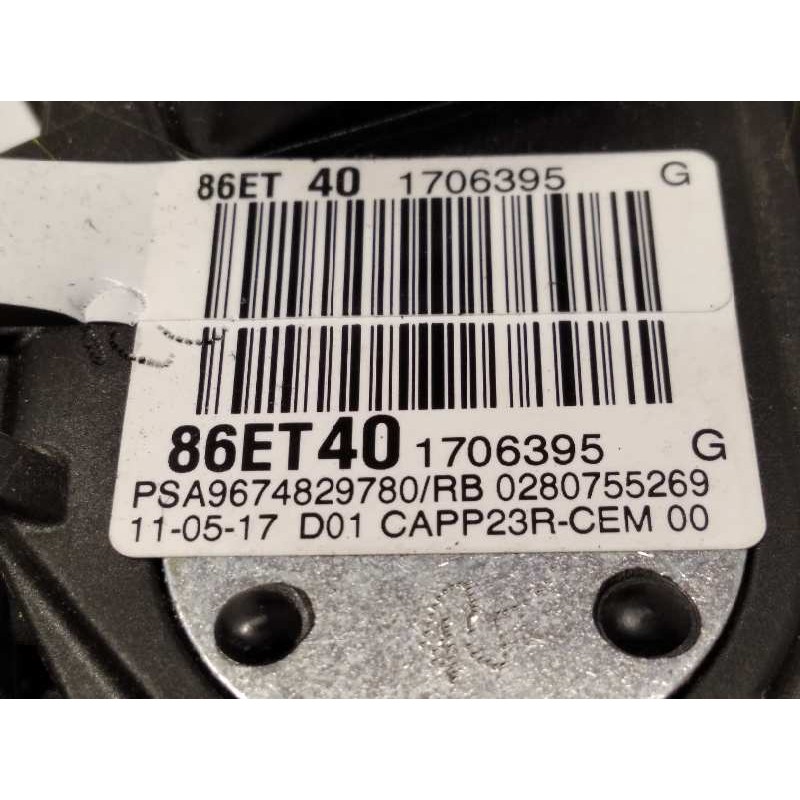 86ET 40 1706395 G
86ET40 1706395 G
PSA9674829780/RB 0280755269
11-05-17 D01 CAPP23R-CEM 00